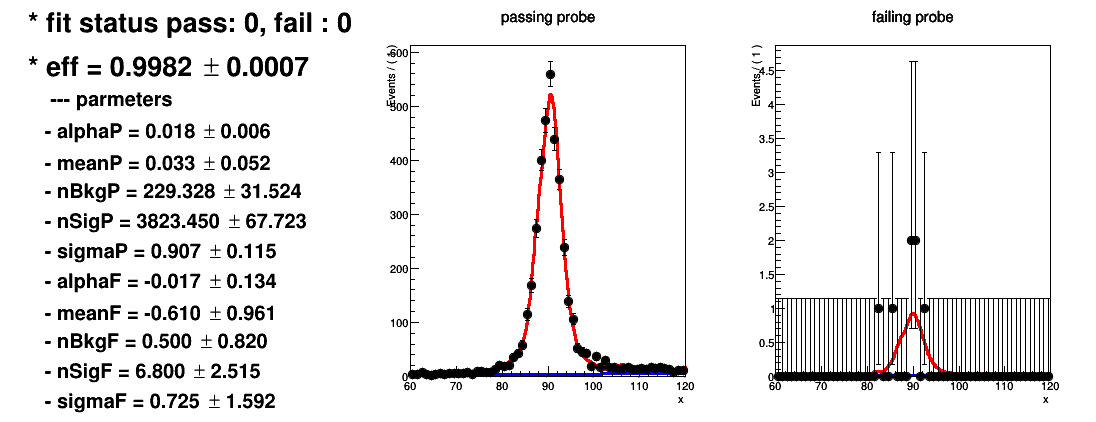 * fit status pass: 0, fail : 0
* eff = 0.9982 ± 0.0007
--- parmeters
- alphaP = 0.018 ± 0.006
- meanP = 0.033 ± 0.052
- nBkgP = 229.328 ± 31.524
- nSigP = 3823.450 ± 67.723
- sigmaP = 0.907 ± 0.115
- alphaF = -0.017 ± 0.134
- meanF = -0.610 ± 0.961
- nBkgF = 0.500 ± 0.820
- nSigF = 6.800 ± 2.515
- sigmaF = 0.725 ± 1.592
passing probe
Events / ( 1 )
600
500
400
300
200
100
0
60 70 80 90 100 110 120
x
failing probe
Events / ( 1 )
4.5
4
3.5
3
2.5
2
1.5
1
0.5
0
60 70 80 90 100 110 120
x